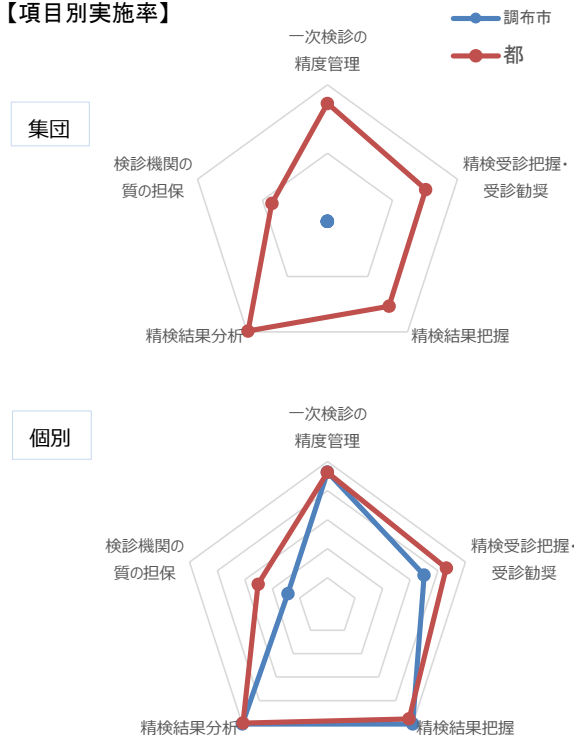 【項目別実施率】
調布市
都
集団
一次検診の
精度管理
検診機関の
質の担保
精検受診把握・
受診勧奨
精検結果分析
精検結果把握
個別
一次検診の
精度管理
検診機関の
質の担保
精検受診把握・
受診勧奨
精検結果分析
精検結果把握